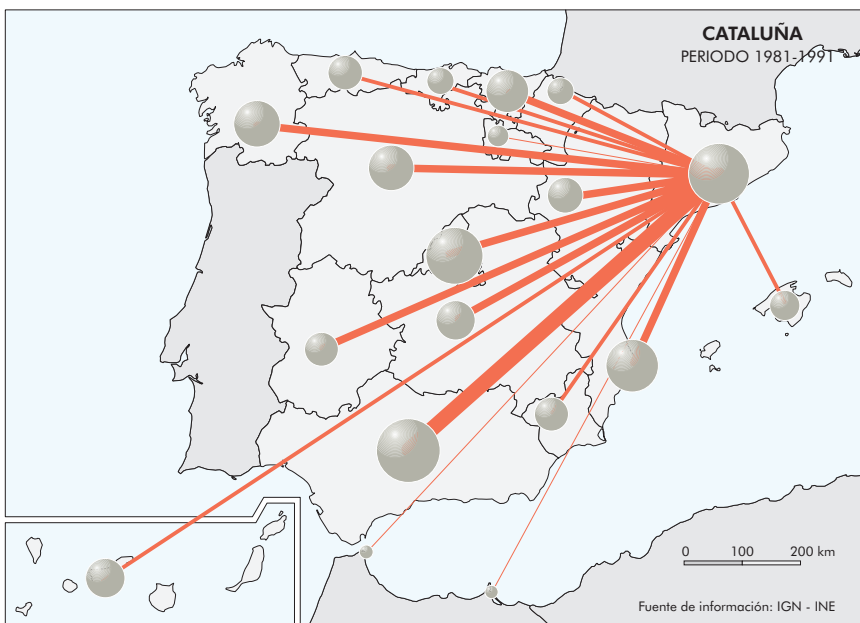 CATALUÑA
PERIODO 1981-1991
0 100 200 km
Fuente de información: IGN - INE